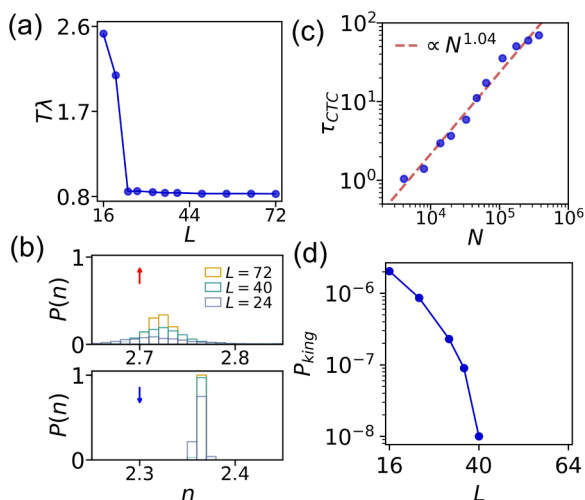 (a)
2.6
1.7
0.8
Tλ
16 44 72
L
(c)
∝ N^1.04
10^2
10^1
10^0
τ_CTC
10^4 10^5 10^6
N
(b)
1
0
P(n)
L = 72
L = 40
L = 24
2.7 2.8
1
0
P(n)
2.3 2.4
n
(d)
10^−6
10^−7
10^−8
P_king
16 40 64
L